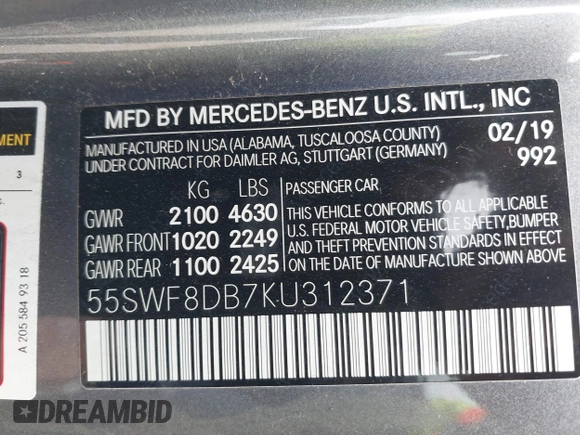 MFD BY MERCEDES-BENZ U.S. INTL., INC
MANUFACTURED IN USA (ALABAMA, TUSCALOOSA COUNTY) 02/19
UNDER CONTRACT FOR DAIMLER AG, STUTTGART (GERMANY) 992
KG LBS PASSENGER CAR
GWR 2100 4630
GAWR FRONT 1020 2249
GAWR REAR 1100 2425
THIS VEHICLE CONFORMS TO ALL APPLICABLE
U.S. FEDERAL MOTOR VEHICLE SAFETY, BUMPER
AND THEFT PREVENTION STANDARDS IN EFFECT
ON THE DATE OF MANUFACTURE SHOWN ABOVE
55SWF8DB7KU312371
3
A 205 584 93 18
DREAMBID